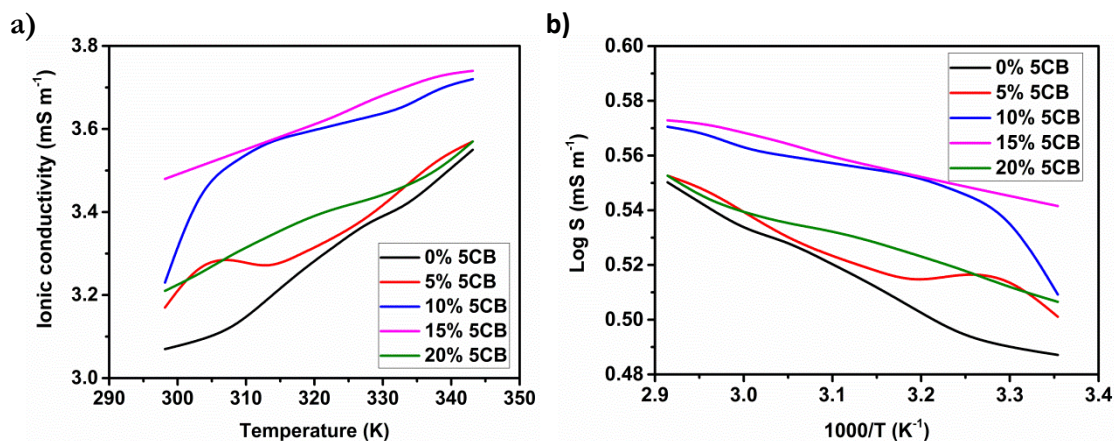 a)
Ionic conductivity (mS m⁻¹)
3.8
3.6
3.4
3.2
3.0
0% 5CB
5% 5CB
10% 5CB
15% 5CB
20% 5CB
290 300 310 320 330 340 350
Temperature (K)
b)
Log S (mS m⁻¹)
0.60
0.58
0.56
0.54
0.52
0.50
0.48
0% 5CB
5% 5CB
10% 5CB
15% 5CB
20% 5CB
2.9 3.0 3.1 3.2 3.3 3.4
1000/T (K⁻¹)